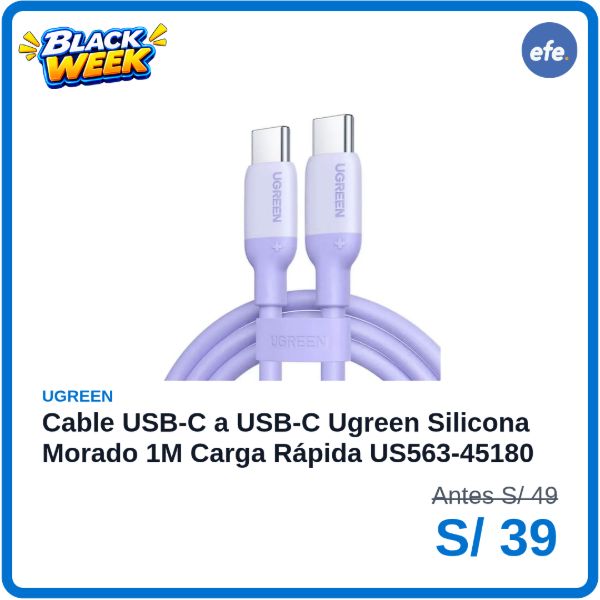 BLACK
WEEK
efe.
UGREEN
UGREEN
UGREEN
UGREEN
Cable USB-C a USB-C Ugreen Silicona
Morado 1M Carga Rápida US563-45180
Antes S/ 49
S/ 39